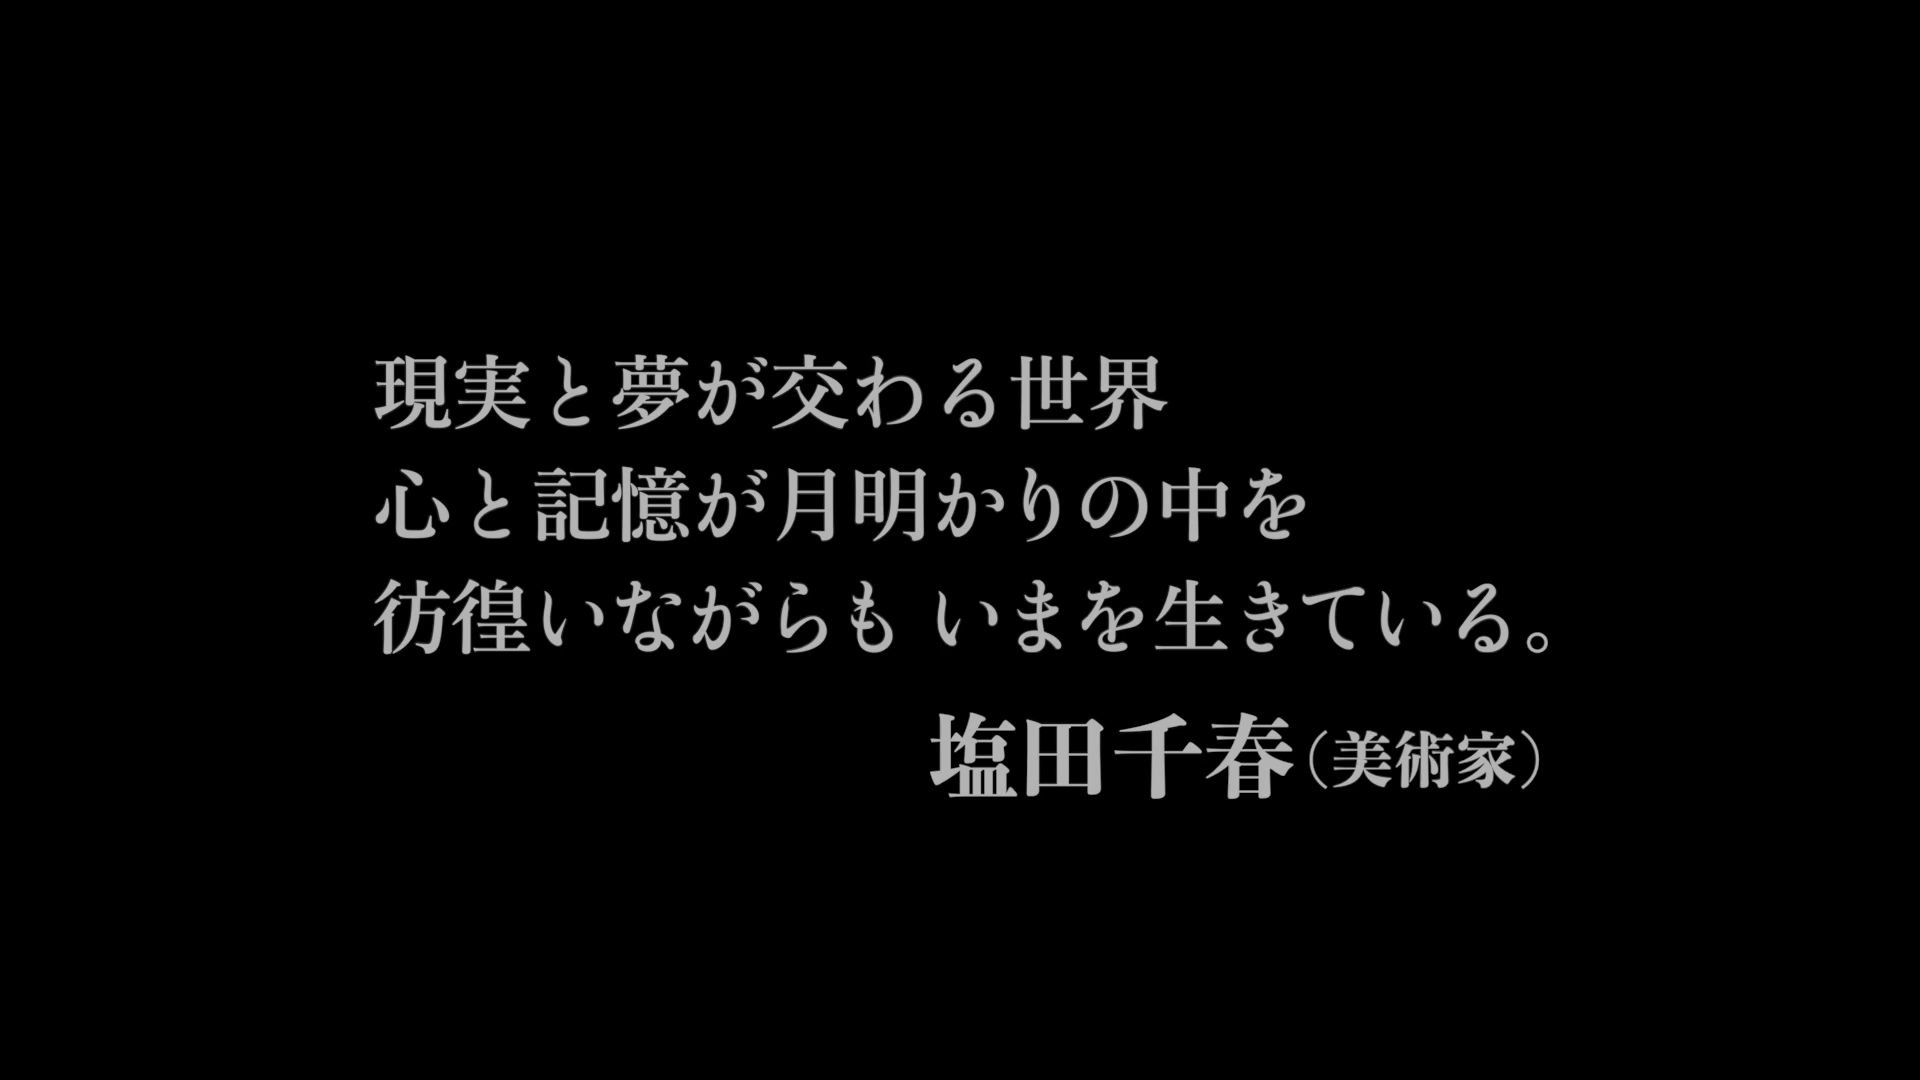 現実と夢が交わる世界
心と記憶が月明かりの中を
彷徨いながらも いまを生きている。
塩田千春（美術家）